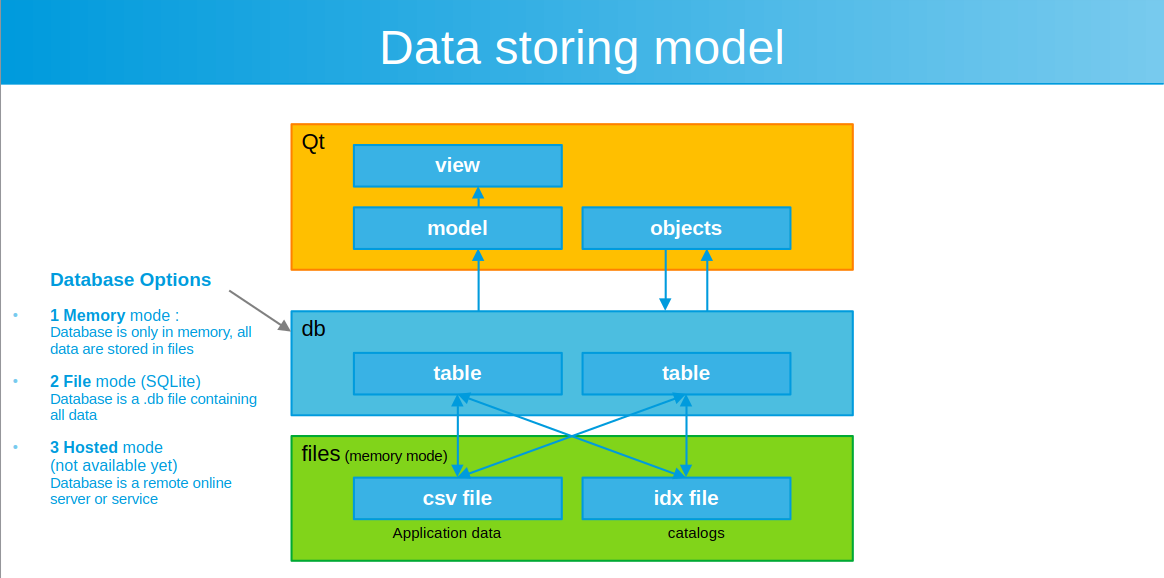 Data storing model
Qt
view
model
objects
Database Options
• 1 Memory mode :
Database is only in memory, all
data are stored in files
• 2 File mode (SQLite)
Database is a .db file containing
all data
• 3 Hosted mode
(not available yet)
Database is a remote online
server or service
db
table
table
files (memory mode)
csv file
idx file
Application data
catalogs